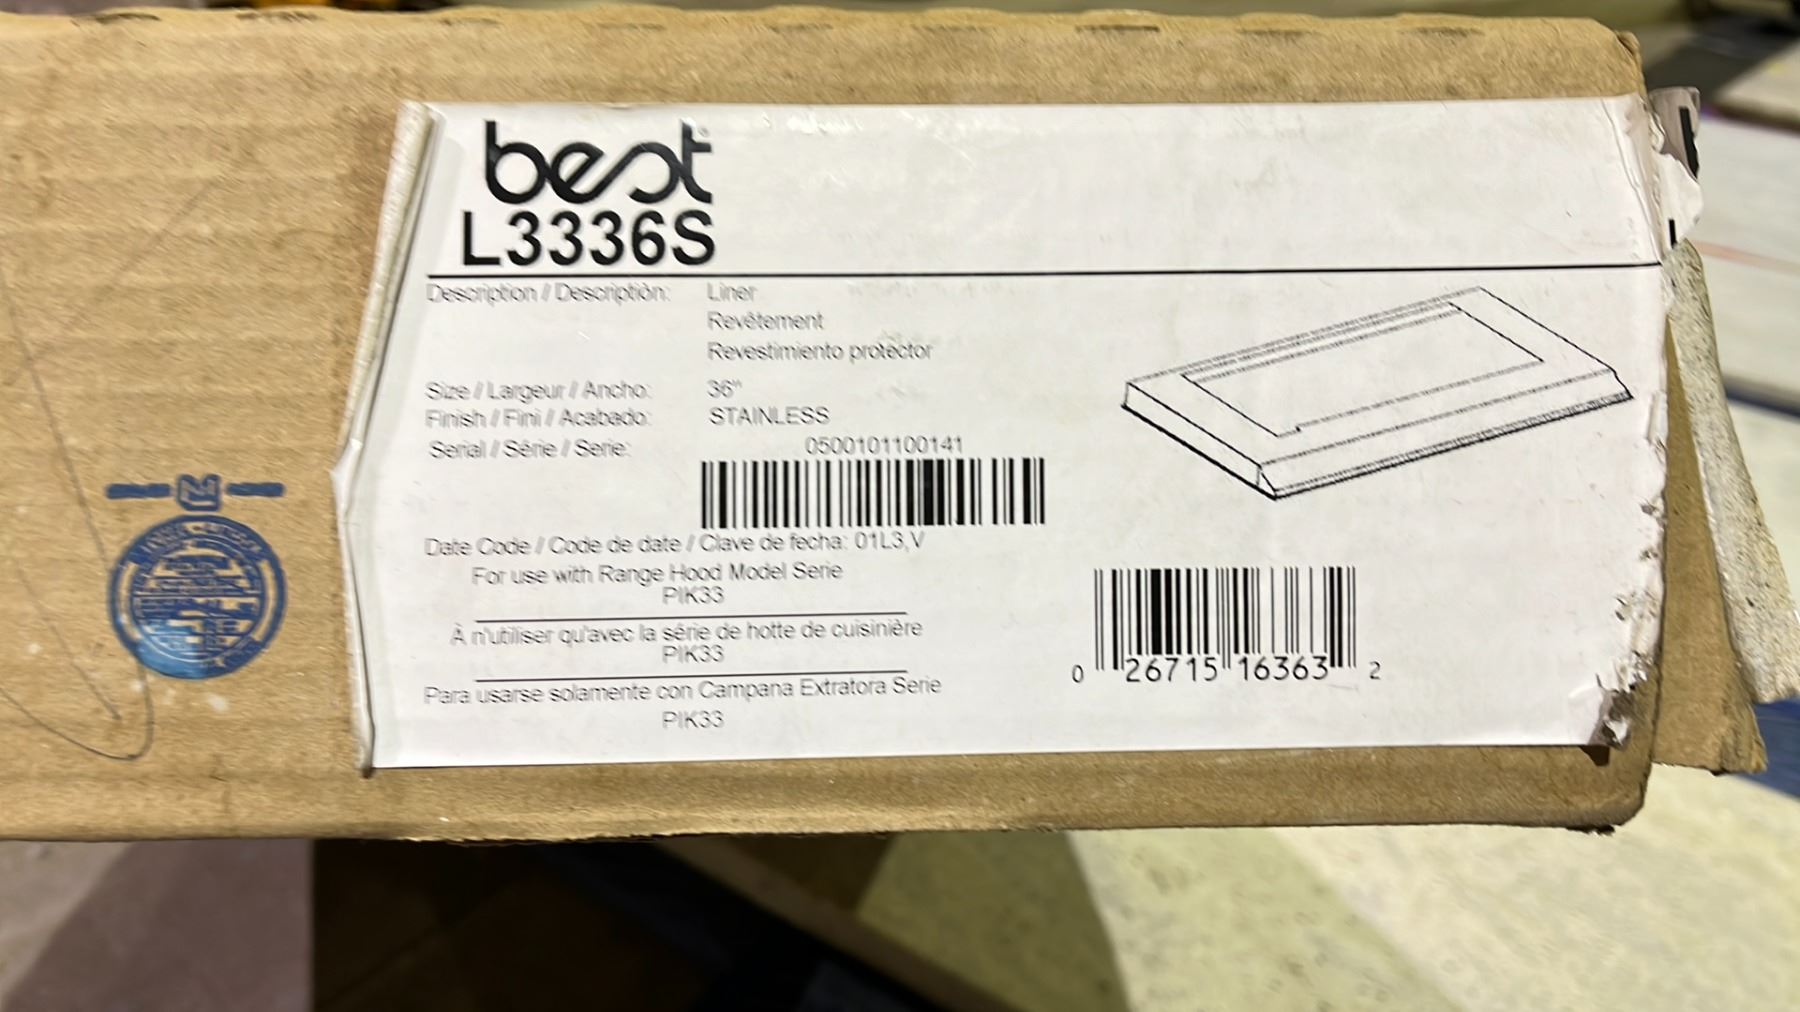 best
L3336S
Description / Description: Liner
Revêtement
Revestimiento protector
Size / Largeur / Ancho: 36"
Finish / Fini / Acabado: STAINLESS
Serial / Série / Serie: 0500101100141
Date Code / Code de date / Clave de fecha: 01L3,V
For use with Range Hood Model Serie
PIK33
À n'utiliser qu'avec la série de hotte de cuisinière
PIK33
Para usarse solamente con Campana Extratora Serie
PIK33
0 26715 16363 2